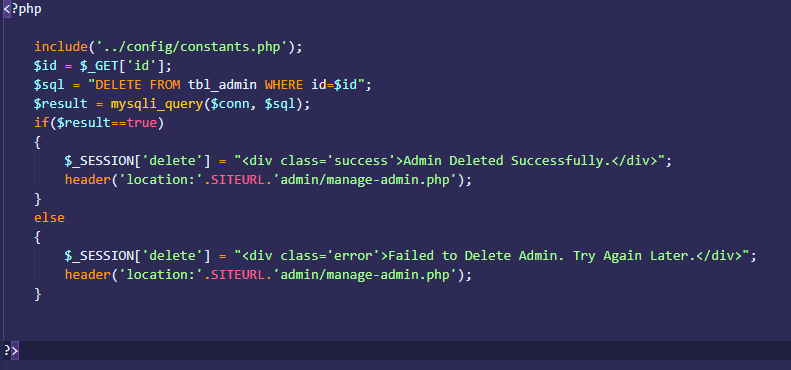 <?php
include('../config/constants.php');
$id = $_GET['id'];
$sql = "DELETE FROM tbl_admin WHERE id=$id";
$result = mysqli_query($conn, $sql);
if($result==true)
{
$_SESSION['delete'] = "<div class='success'>Admin Deleted Successfully.</div>";
header('location:'.SITEURL.'admin/manage-admin.php');
}
else
{
$_SESSION['delete'] = "<div class='error'>Failed to Delete Admin. Try Again Later.</div>";
header('location:'.SITEURL.'admin/manage-admin.php');
}
?>